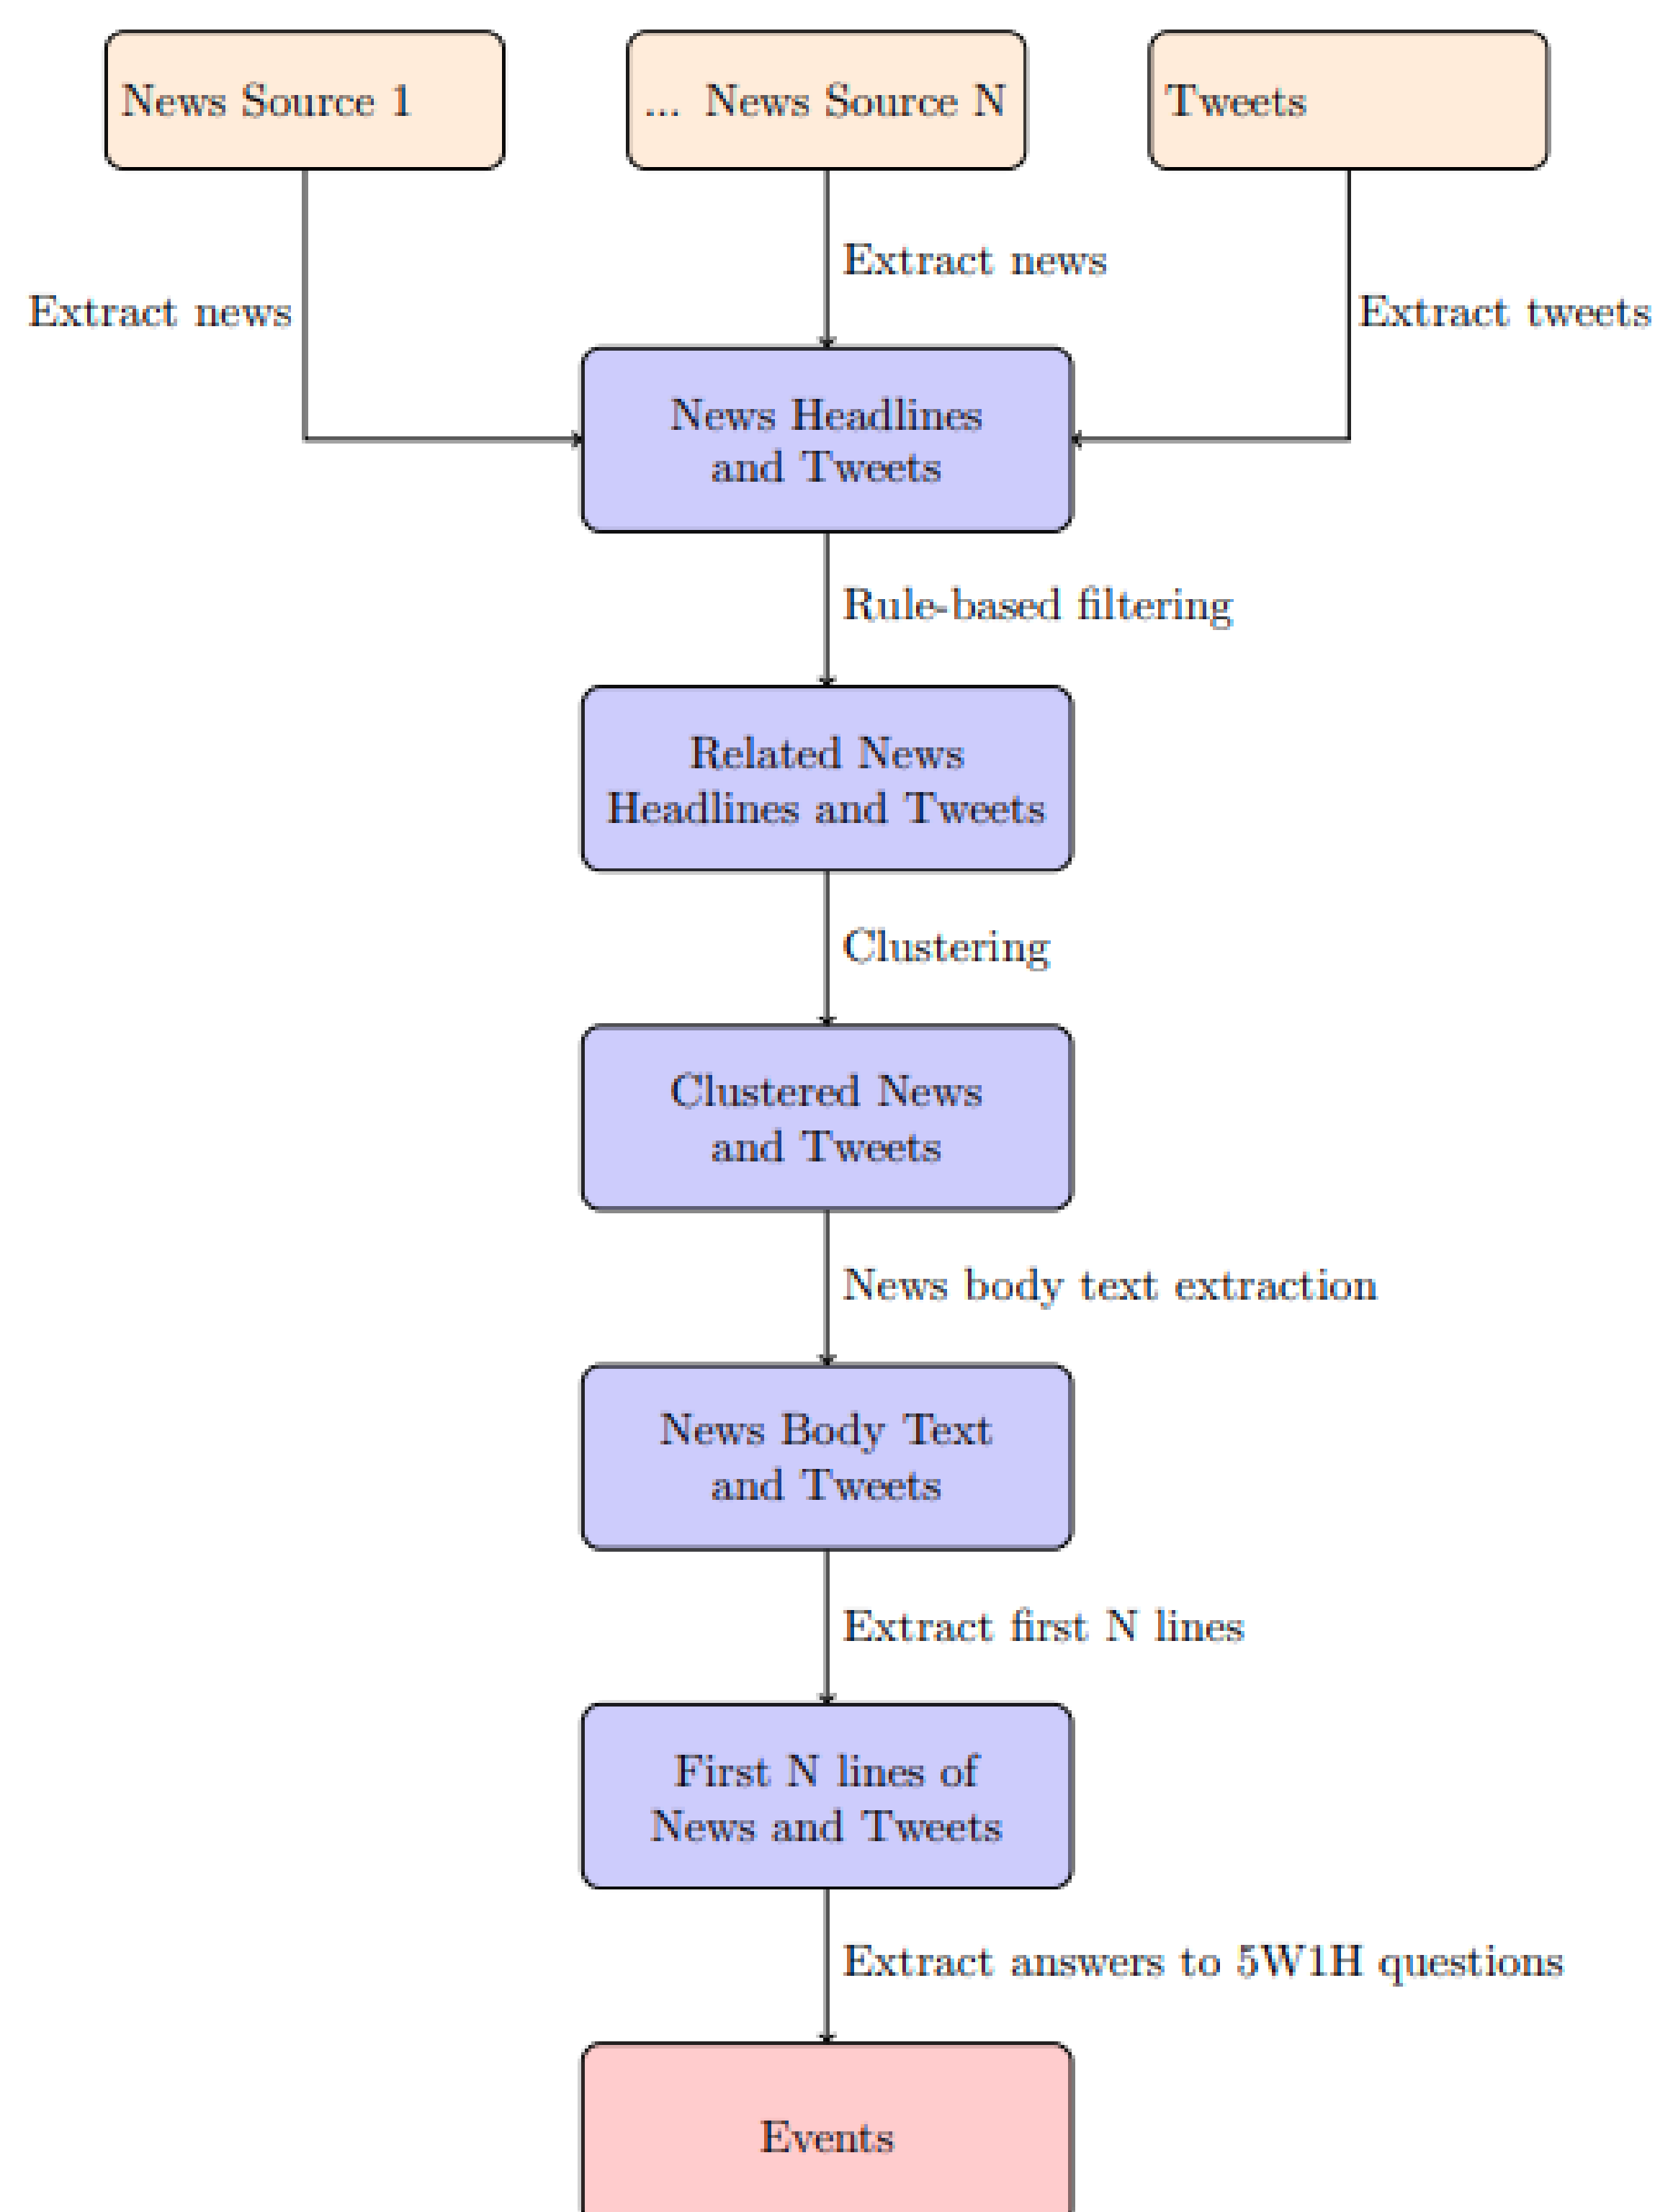 News Source 1
... News Source N
Tweets
Extract news
Extract news
Extract tweets
News Headlines
and Tweets
Rule-based filtering
Related News
Headlines and Tweets
Clustering
Clustered News
and Tweets
News body text extraction
News Body Text
and Tweets
Extract first N lines
First N lines of
News and Tweets
Extract answers to 5W1H questions
Events